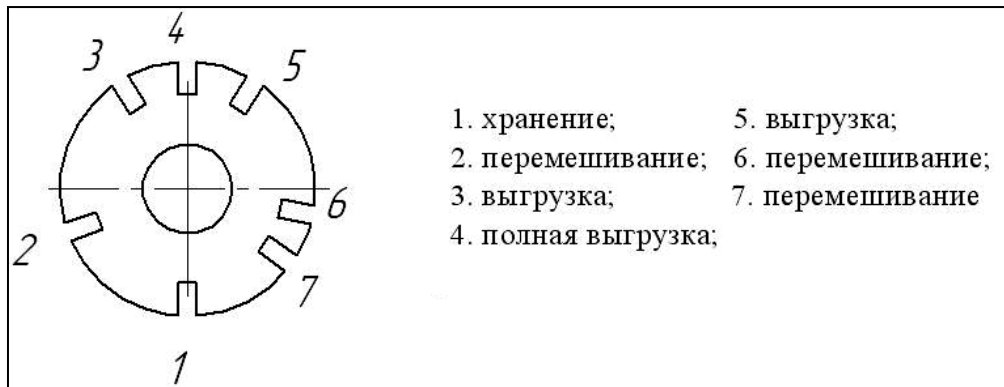 4
3
5
6
2
7
1
1. хранение;
2. перемешивание;
3. выгрузка;
4. полная выгрузка;
5. выгрузка;
6. перемешивание;
7. перемешивание